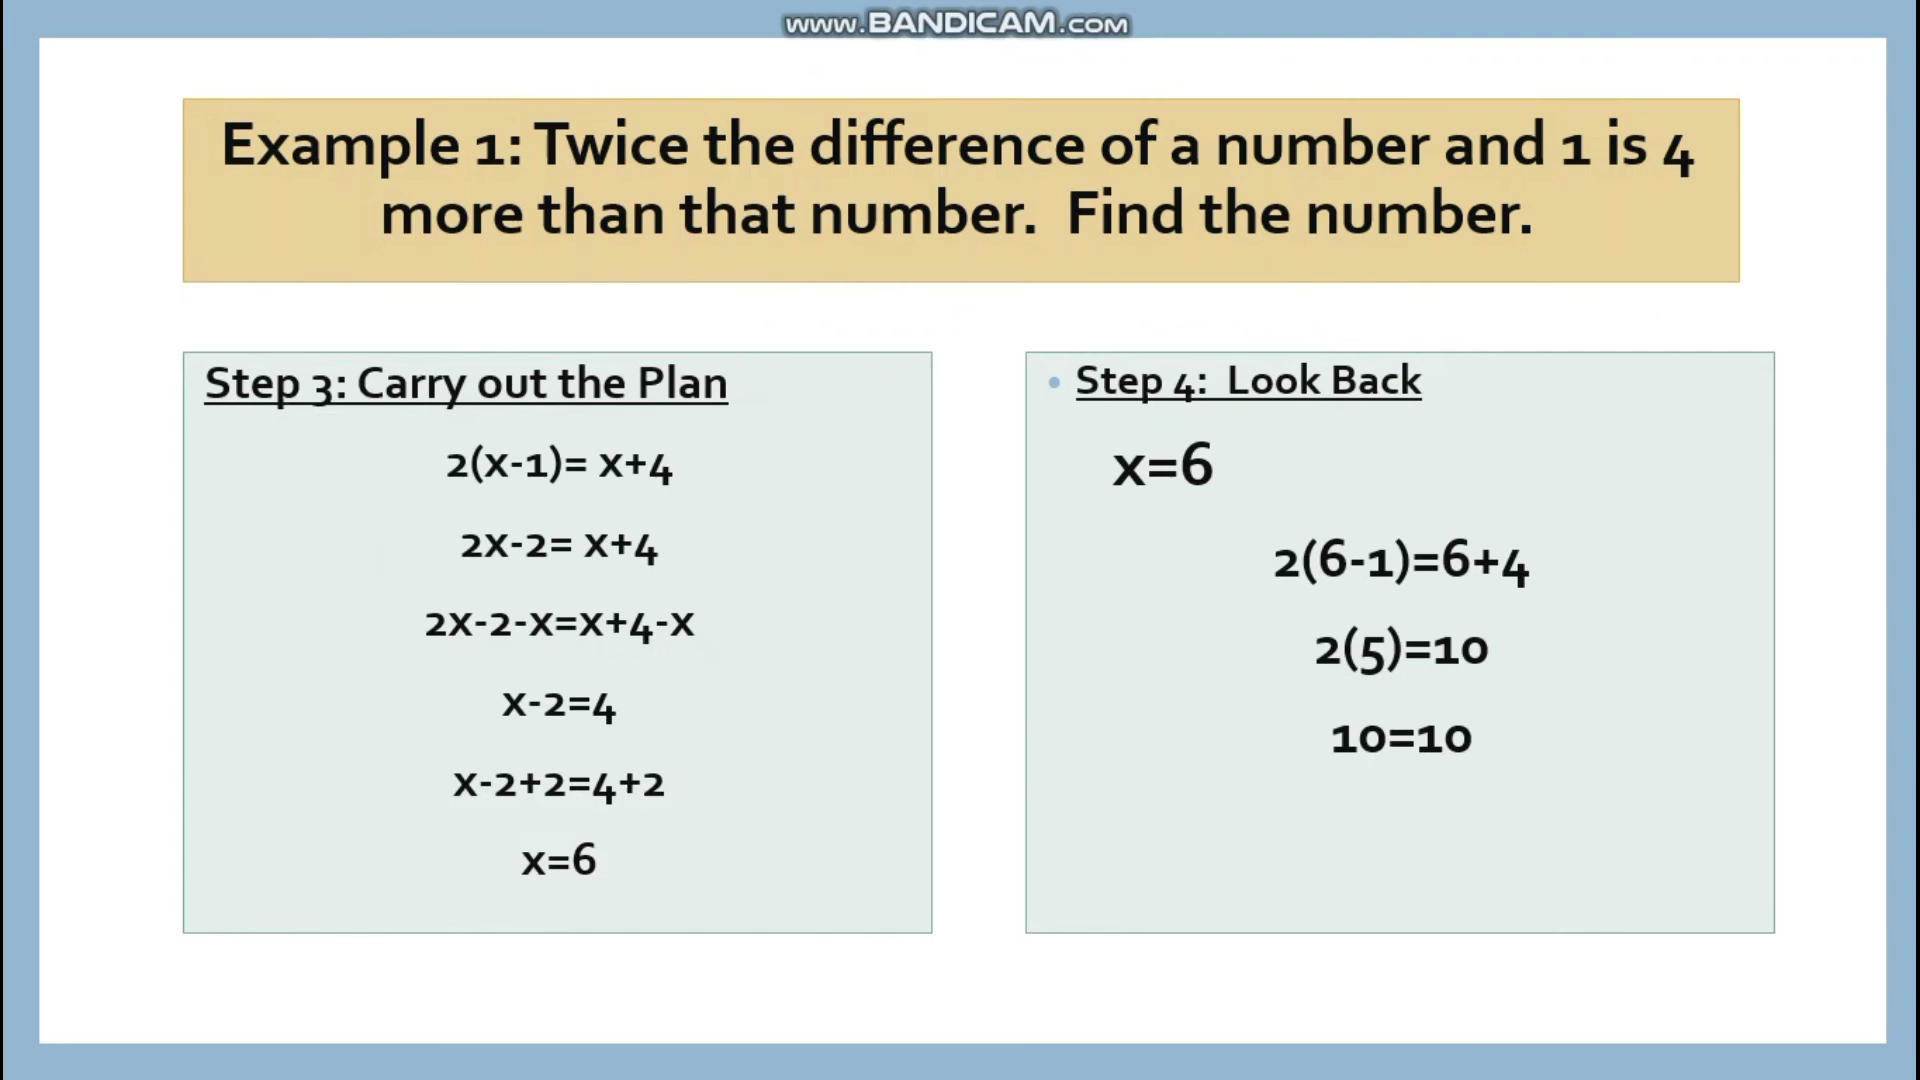 www.BANDICAM.com
Example 1: Twice the difference of a number and 1 is 4
more than that number.  Find the number.
Step 3: Carry out the Plan
2(x-1)= x+4
2x-2= x+4
2x-2-x=x+4-x
x-2=4
x-2+2=4+2
x=6
• Step 4:  Look Back
x=6
2(6-1)=6+4
2(5)=10
10=10